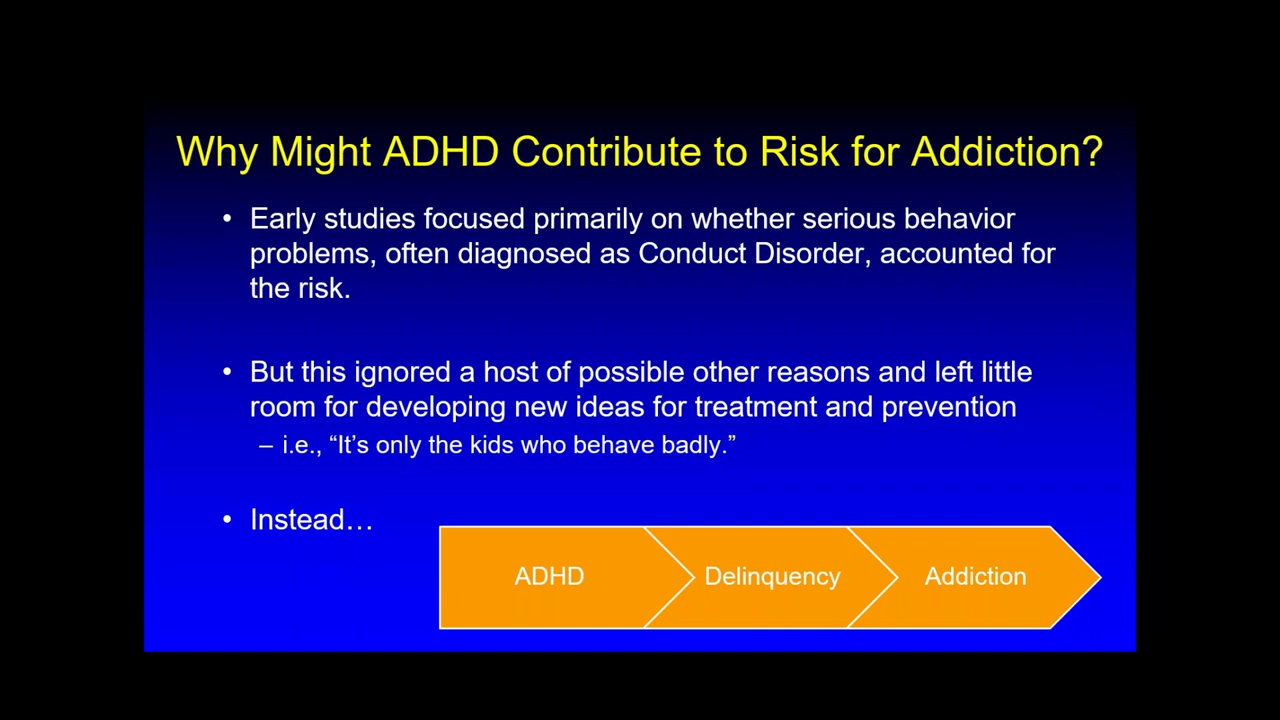 Why Might ADHD Contribute to Risk for Addiction?
• Early studies focused primarily on whether serious behavior
problems, often diagnosed as Conduct Disorder, accounted for
the risk.
• But this ignored a host of possible other reasons and left little
room for developing new ideas for treatment and prevention
– i.e., “It’s only the kids who behave badly.”
• Instead…
ADHD
Delinquency
Addiction